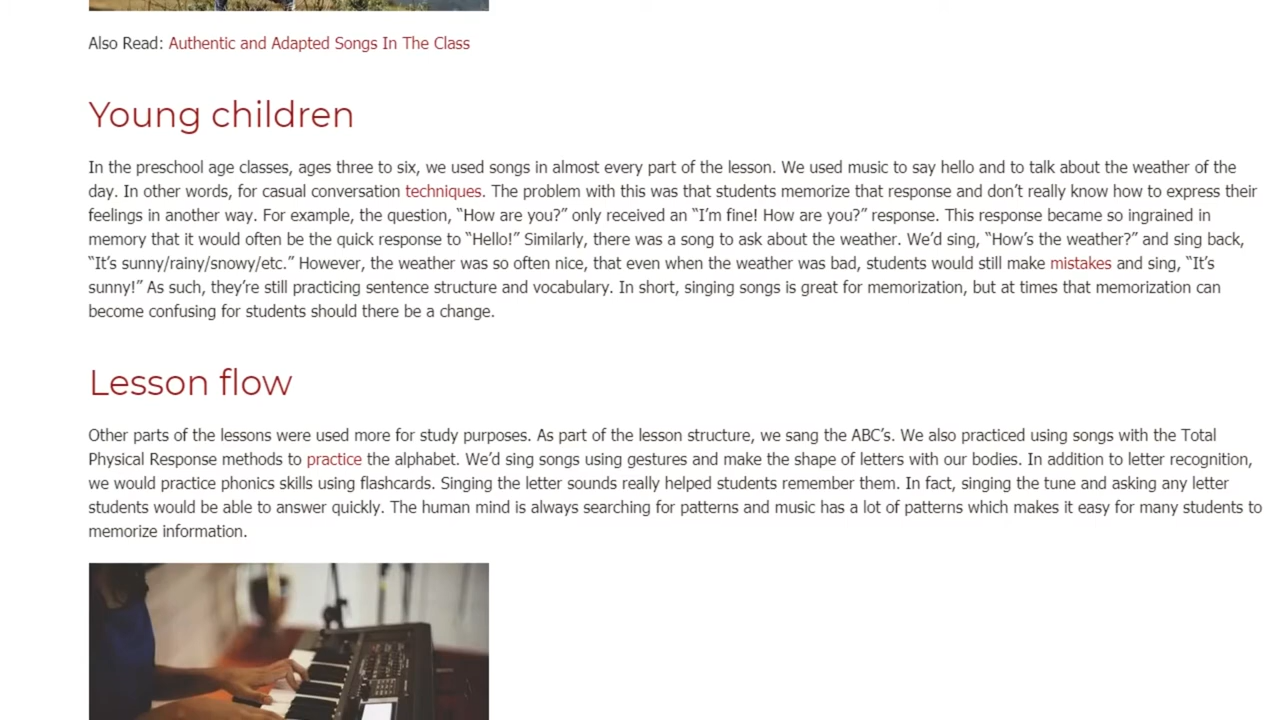 Also Read: Authentic and Adapted Songs In The Class
Young children
In the preschool age classes, ages three to six, we used songs in almost every part of the lesson. We used music to say hello and to talk about the weather of the
day. In other words, for casual conversation techniques. The problem with this was that students memorize that response and don’t really know how to express their
feelings in another way. For example, the question, “How are you?” only received an “I’m fine! How are you?” response. This response became so ingrained in
memory that it would often be the quick response to “Hello!” Similarly, there was a song to ask about the weather. We’d sing, “How’s the weather?” and sing back,
“It’s sunny/rainy/snowy/etc.” However, the weather was so often nice, that even when the weather was bad, students would still make mistakes and sing, “It’s
sunny!” As such, they’re still practicing sentence structure and vocabulary. In short, singing songs is great for memorization, but at times that memorization can
become confusing for students should there be a change.
Lesson flow
Other parts of the lessons were used more for study purposes. As part of the lesson structure, we sang the ABC’s. We also practiced using songs with the Total
Physical Response methods to practice the alphabet. We’d sing songs using gestures and make the shape of letters with our bodies. In addition to letter recognition,
we would practice phonics skills using flashcards. Singing the letter sounds really helped students remember them. In fact, singing the tune and asking any letter
students would be able to answer quickly. The human mind is always searching for patterns and music has a lot of patterns which makes it easy for many students to
memorize information.